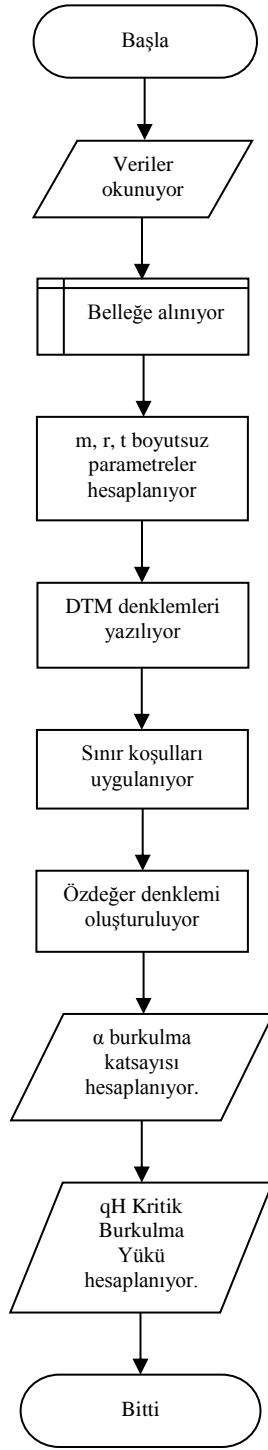 Başla
Veriler
okunuyor
Belleğe alınıyor
m, r, t boyutsuz
parametreler
hesaplanıyor
DTM denklemleri
yazılıyor
Sınır koşulları
uygulanıyor
Özdeğer denklemi
oluşturuluyor
α burkulma
katsayısı
hesaplanıyor.
qH Kritik
Burkulma
Yükü
hesaplanıyor.
Bitti